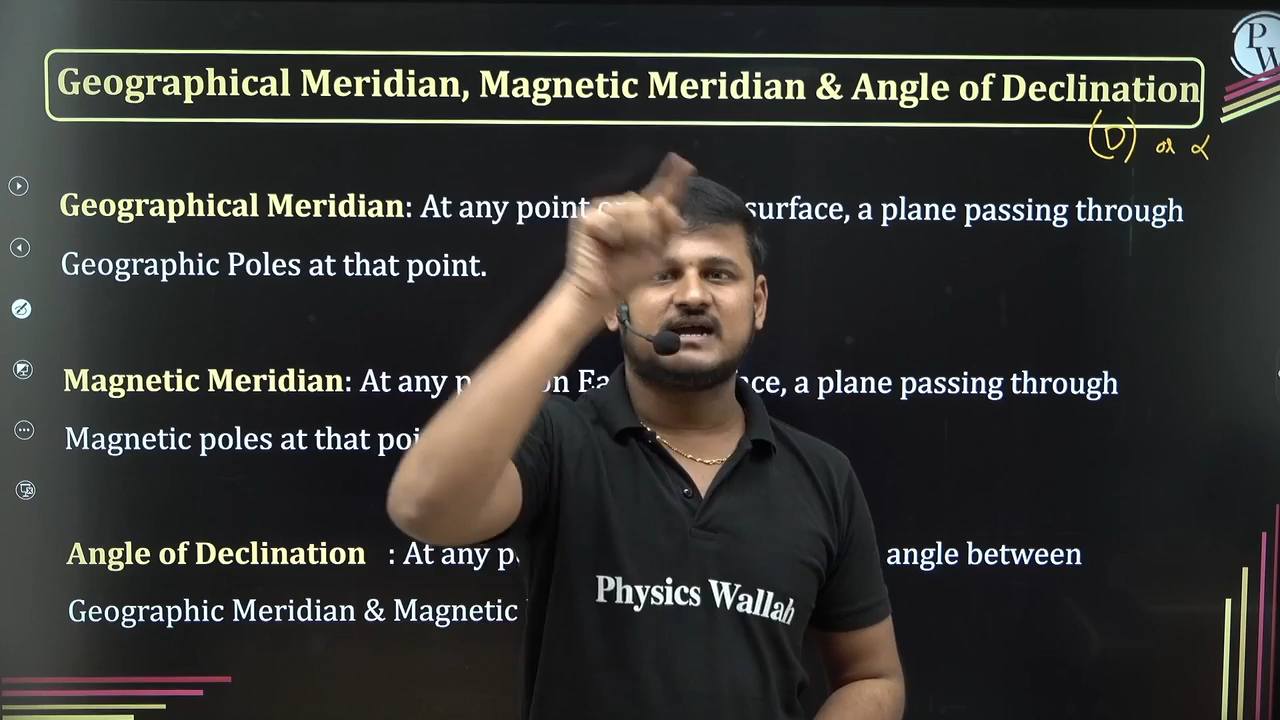 Geographical Meridian, Magnetic Meridian & Angle of Declination
P
W
(D) or α
Geographical Meridian: At any point surface, a plane passing through
Geographic Poles at that point.
Magnetic Meridian: At any on a plane passing through
Magnetic poles at that
Angle of Declination : At any angle between
Geographic Meridian & Magnetic
Physics Wallah